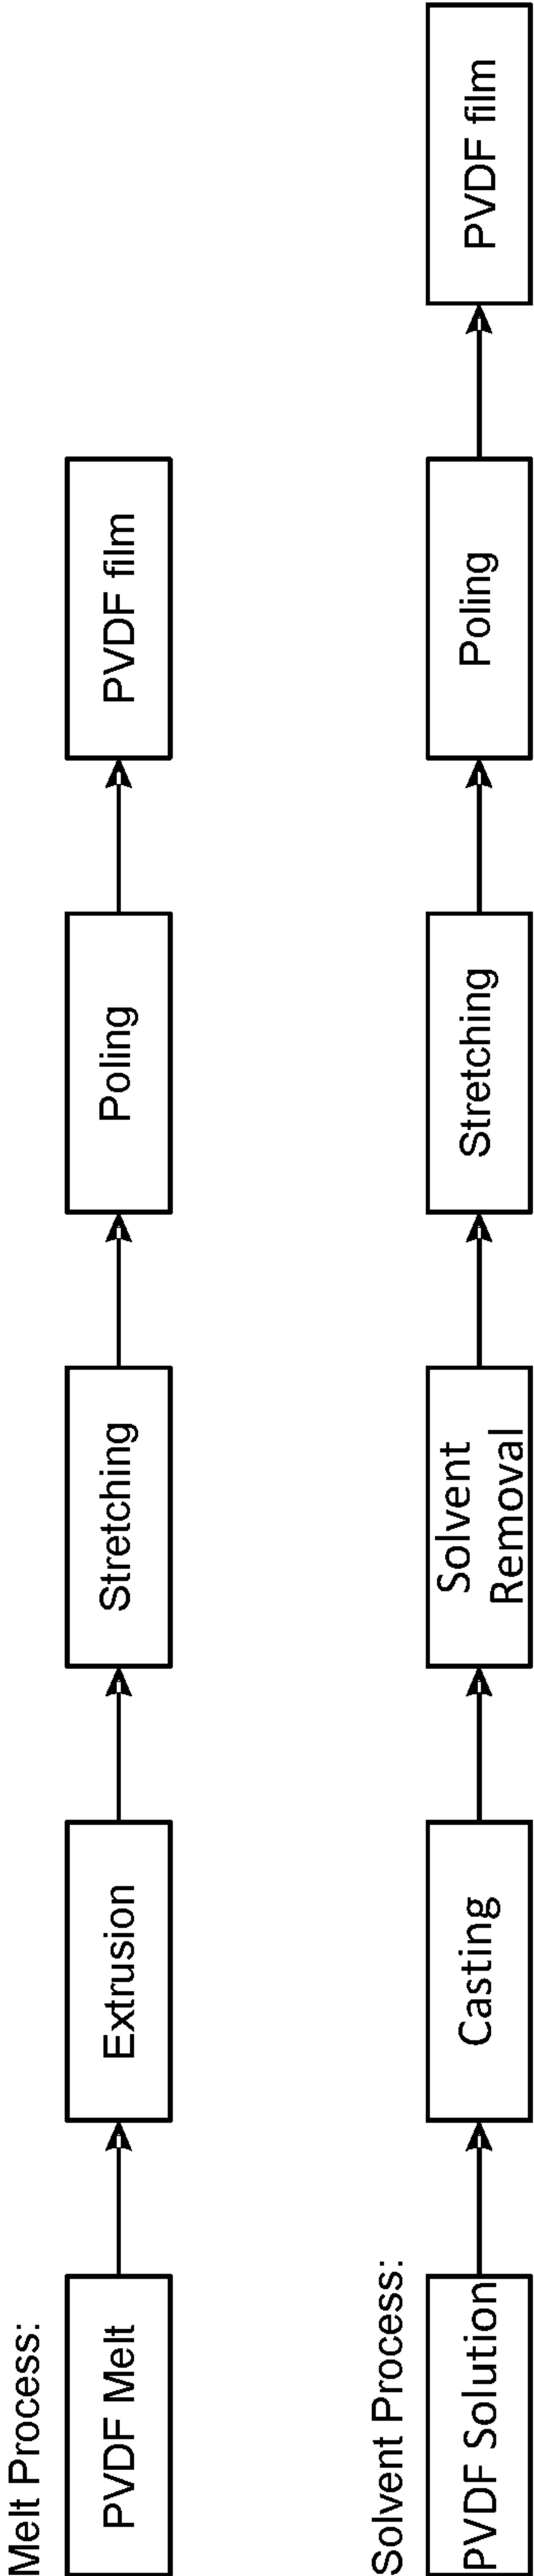 Melt Process:
PVDF Melt
Extrusion
Stretching
Poling
PVDF film
Solvent Process:
PVDF Solution
Casting
Solvent
Removal
Stretching
Poling
PVDF film